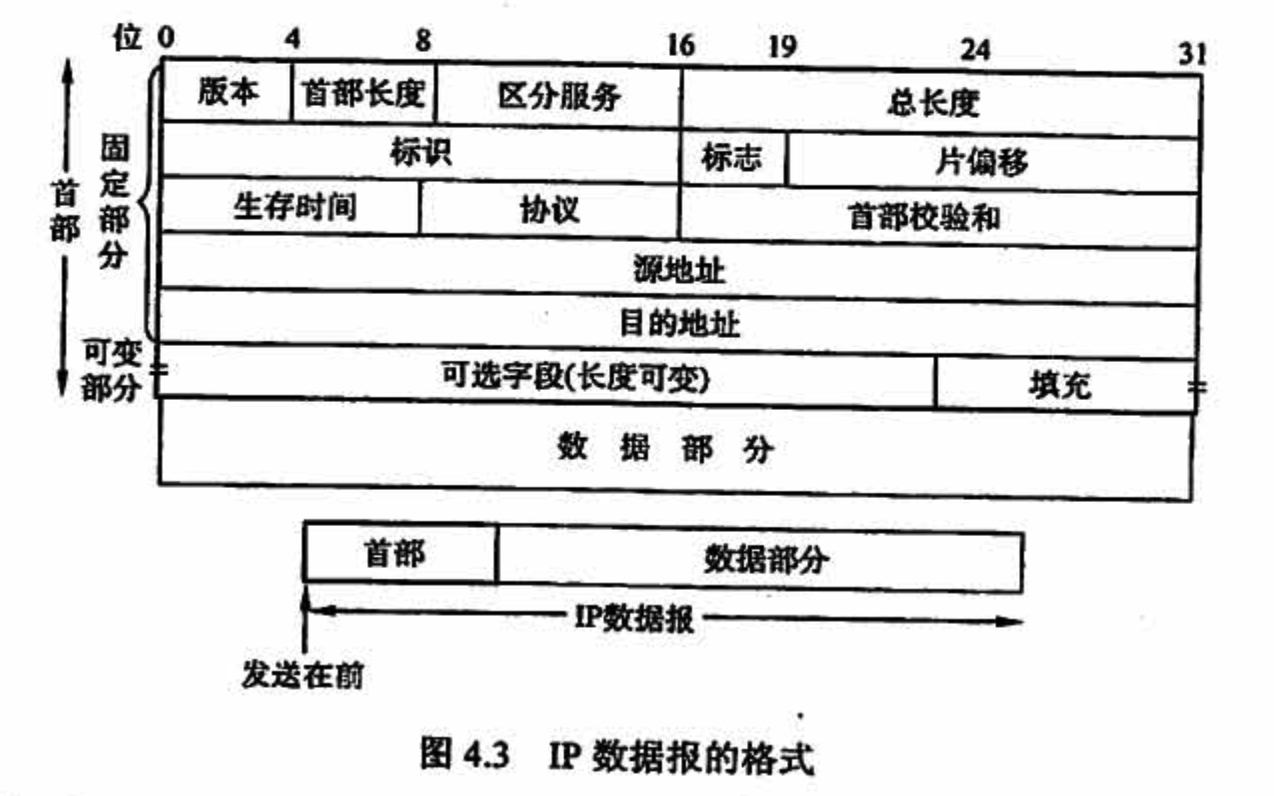 位 0 4 8 16 19 24 31
版本 首部长度 区分服务 总长度
标识 标志 片偏移
生存时间 协议 首部校验和
源地址
目的地址
可选字段(长度可变) 填充
数据部分
首部
固定部分
可变部分
首部 数据部分
IP数据报
发送在前
图 4.3 IP 数据报的格式